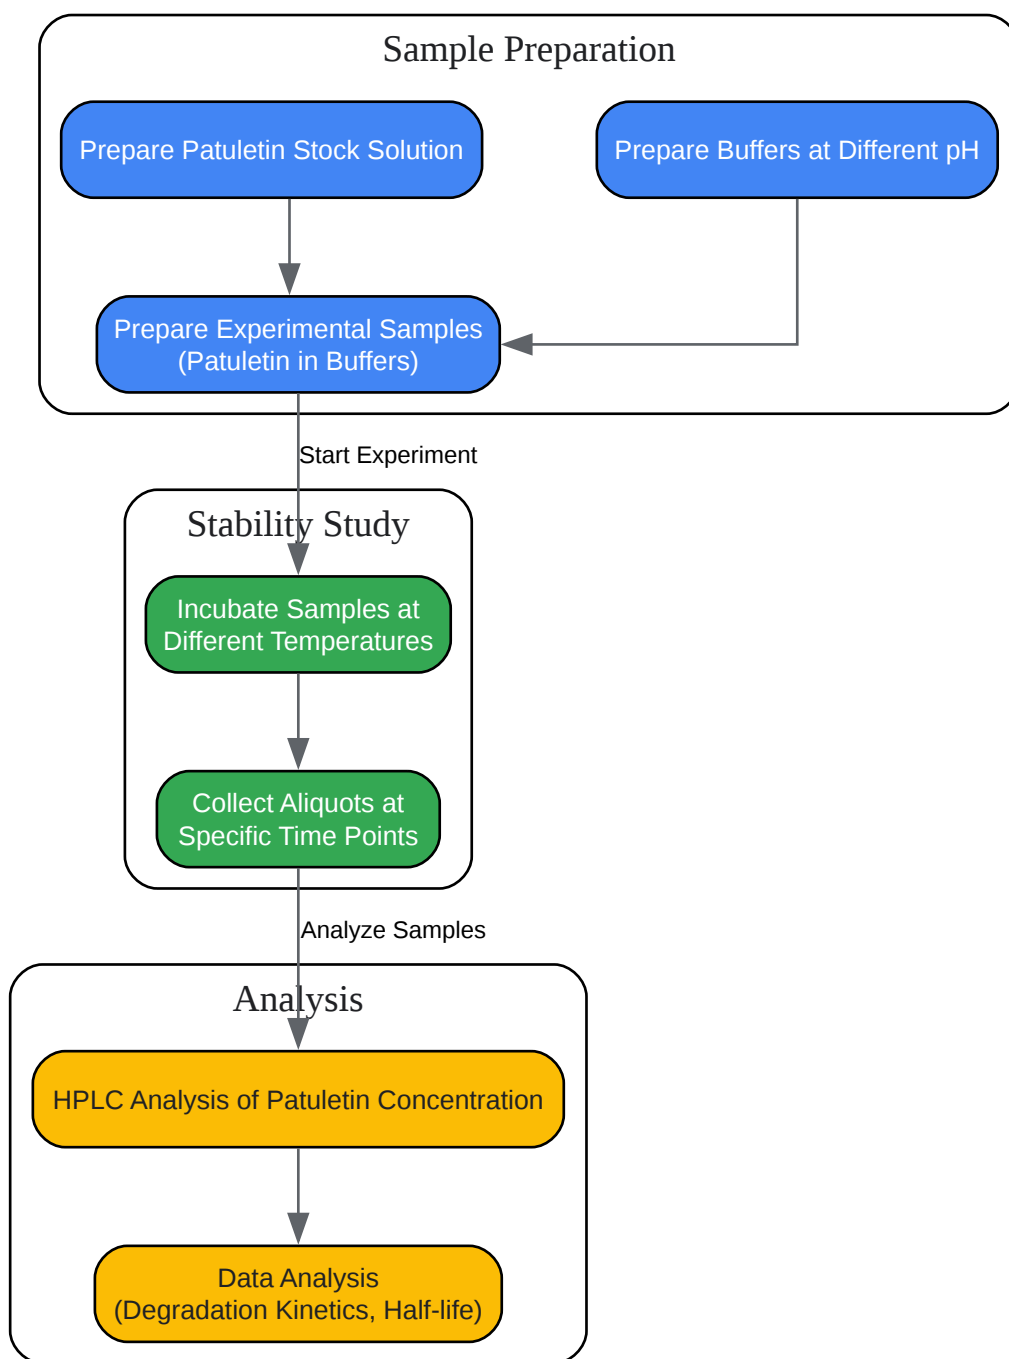 Sample Preparation
Prepare Patuletin Stock Solution
Prepare Buffers at Different pH
Prepare Experimental Samples
(Patuletin in Buffers)
Start Experiment
Stability Study
Incubate Samples at
Different Temperatures
Collect Aliquots at
Specific Time Points
Analyze Samples
Analysis
HPLC Analysis of Patuletin Concentration
Data Analysis
(Degradation Kinetics, Half-life)